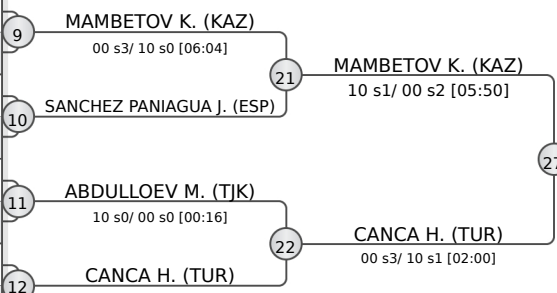 MAMBETOV K. (KAZ)
9
00 s3/ 10 s0 [06:04]
21
MAMBETOV K. (KAZ)
10 s1/ 00 s2 [05:50]
SANCHEZ PANIAGUA J. (ESP)
10
27
ABDULLOEV M. (TJK)
11
10 s0/ 00 s0 [00:16]
22
CANCA H. (TUR)
00 s3/ 10 s1 [02:00]
CANCA H. (TUR)
12